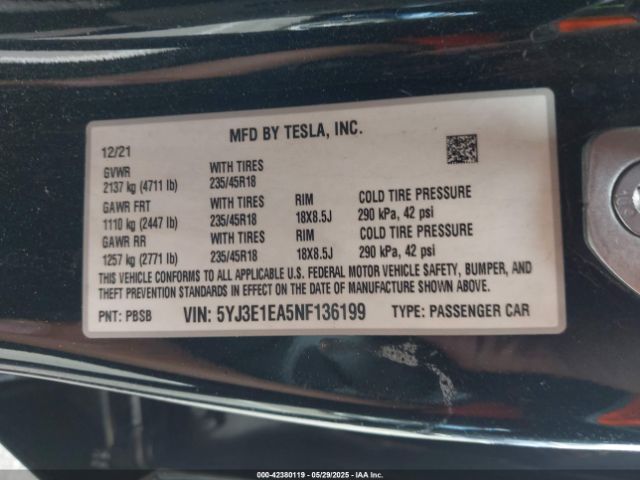 MFD BY TESLA, INC.
12/21
GVWR WITH TIRES
2137 kg (4711 lb) 235/45R18
GAWR FRT WITH TIRES RIM COLD TIRE PRESSURE
1110 kg (2447 lb) 235/45R18 18X8.5J 290 kPa, 42 psi
GAWR RR WITH TIRES RIM COLD TIRE PRESSURE
1257 kg (2771 lb) 235/45R18 18X8.5J 290 kPa, 42 psi
THIS VEHICLE CONFORMS TO ALL APPLICABLE U.S. FEDERAL MOTOR VEHICLE SAFETY, BUMPER, AND
THEFT PREVENTION STANDARDS IN EFFECT ON THE DATE OF MANUFACTURE SHOWN ABOVE.
PNT: PBSB VIN: 5YJ3E1EA5NF136199 TYPE: PASSENGER CAR
000-42380119 - 05/29/2025 - IAA Inc.